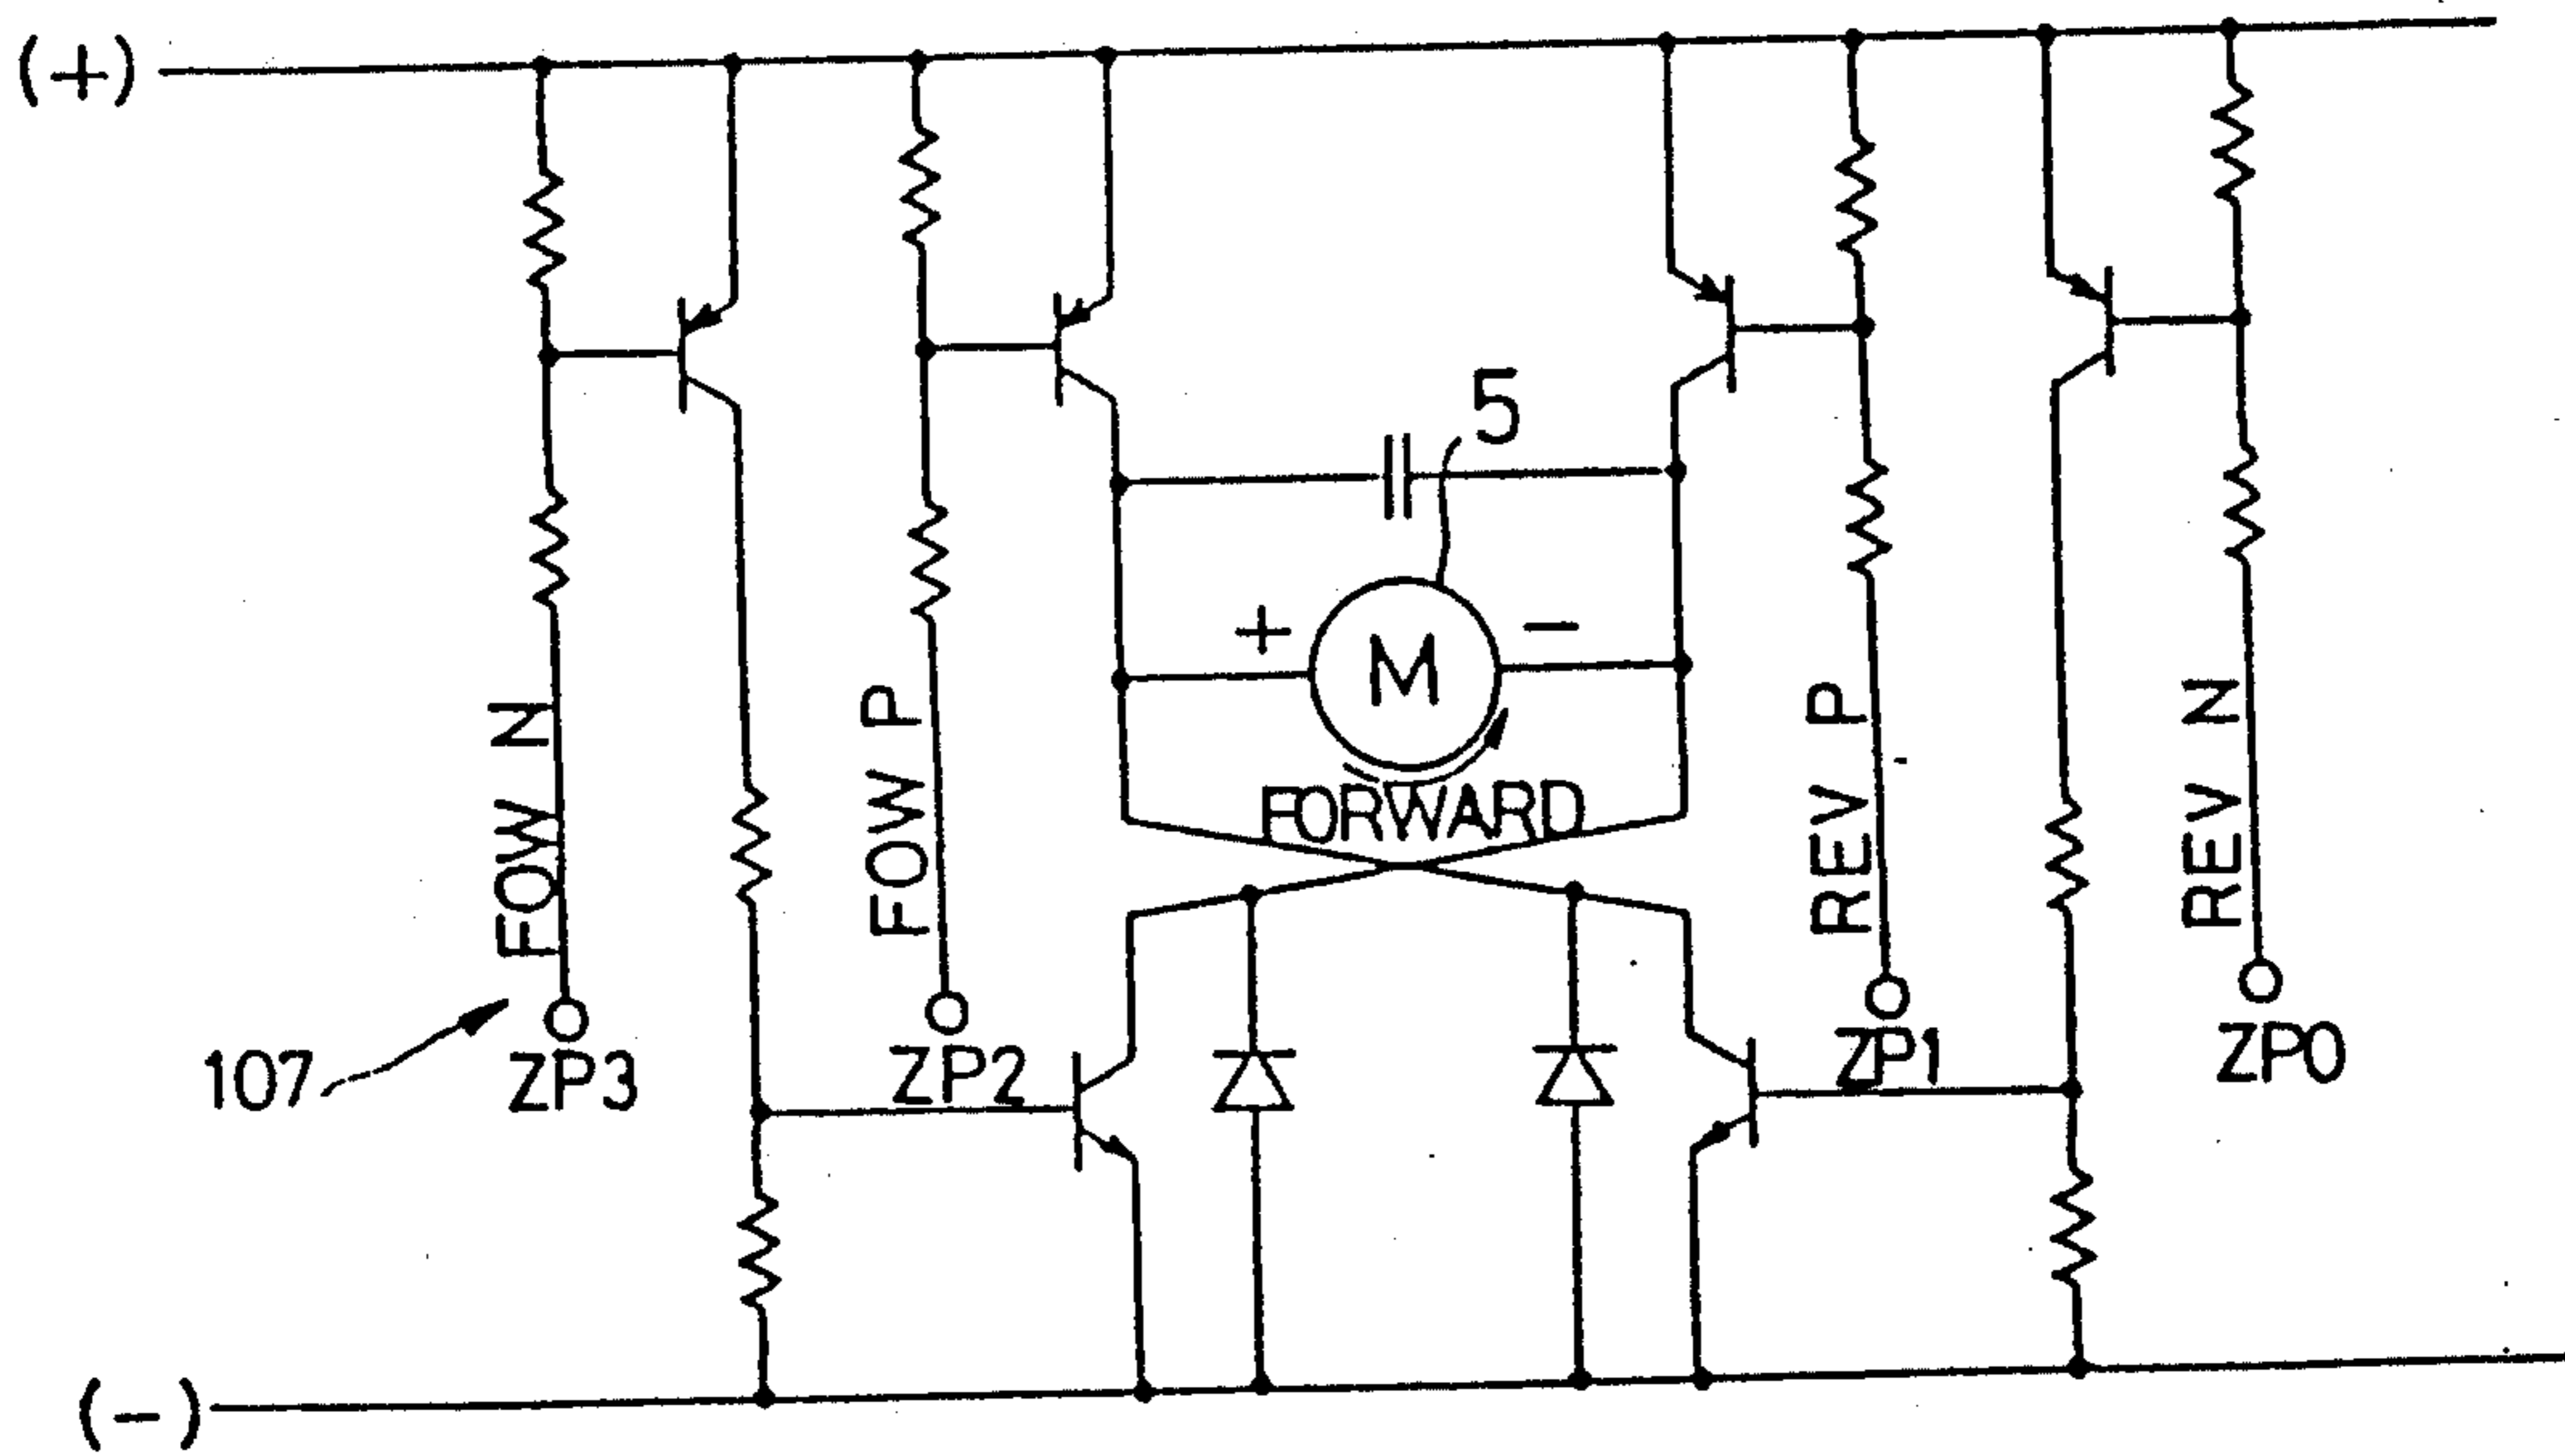 (+)
5
+
−
M
FORWARD
FOW N
FOW P
REV P
REV N
107
ZP3
ZP2
ZP1
ZP0
(−)